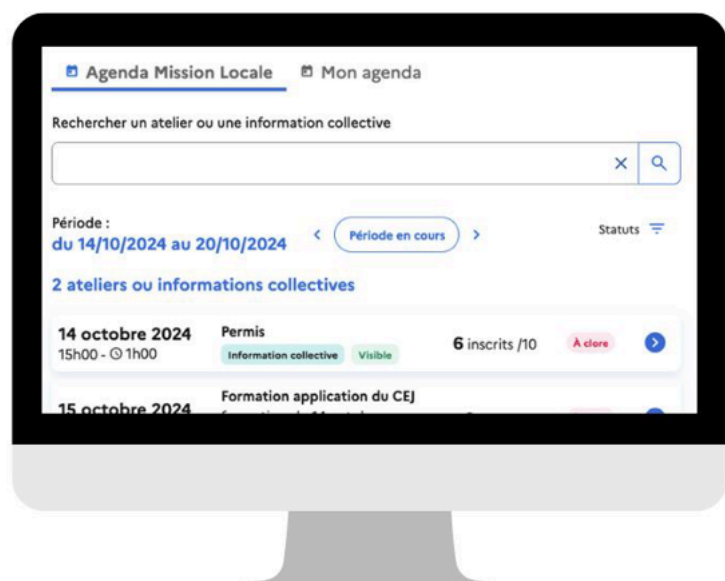 Agenda Mission Locale Mon agenda
Rechercher un atelier ou une information collective
Période :
du 14/10/2024 au 20/10/2024 Période en cours Statuts
2 ateliers ou informations collectives
14 octobre 2024 Permis
15h00 - 1h00 Information collective Visible 6 inscrits /10 À clore
Formation application du CEJ
15 octobre 2024